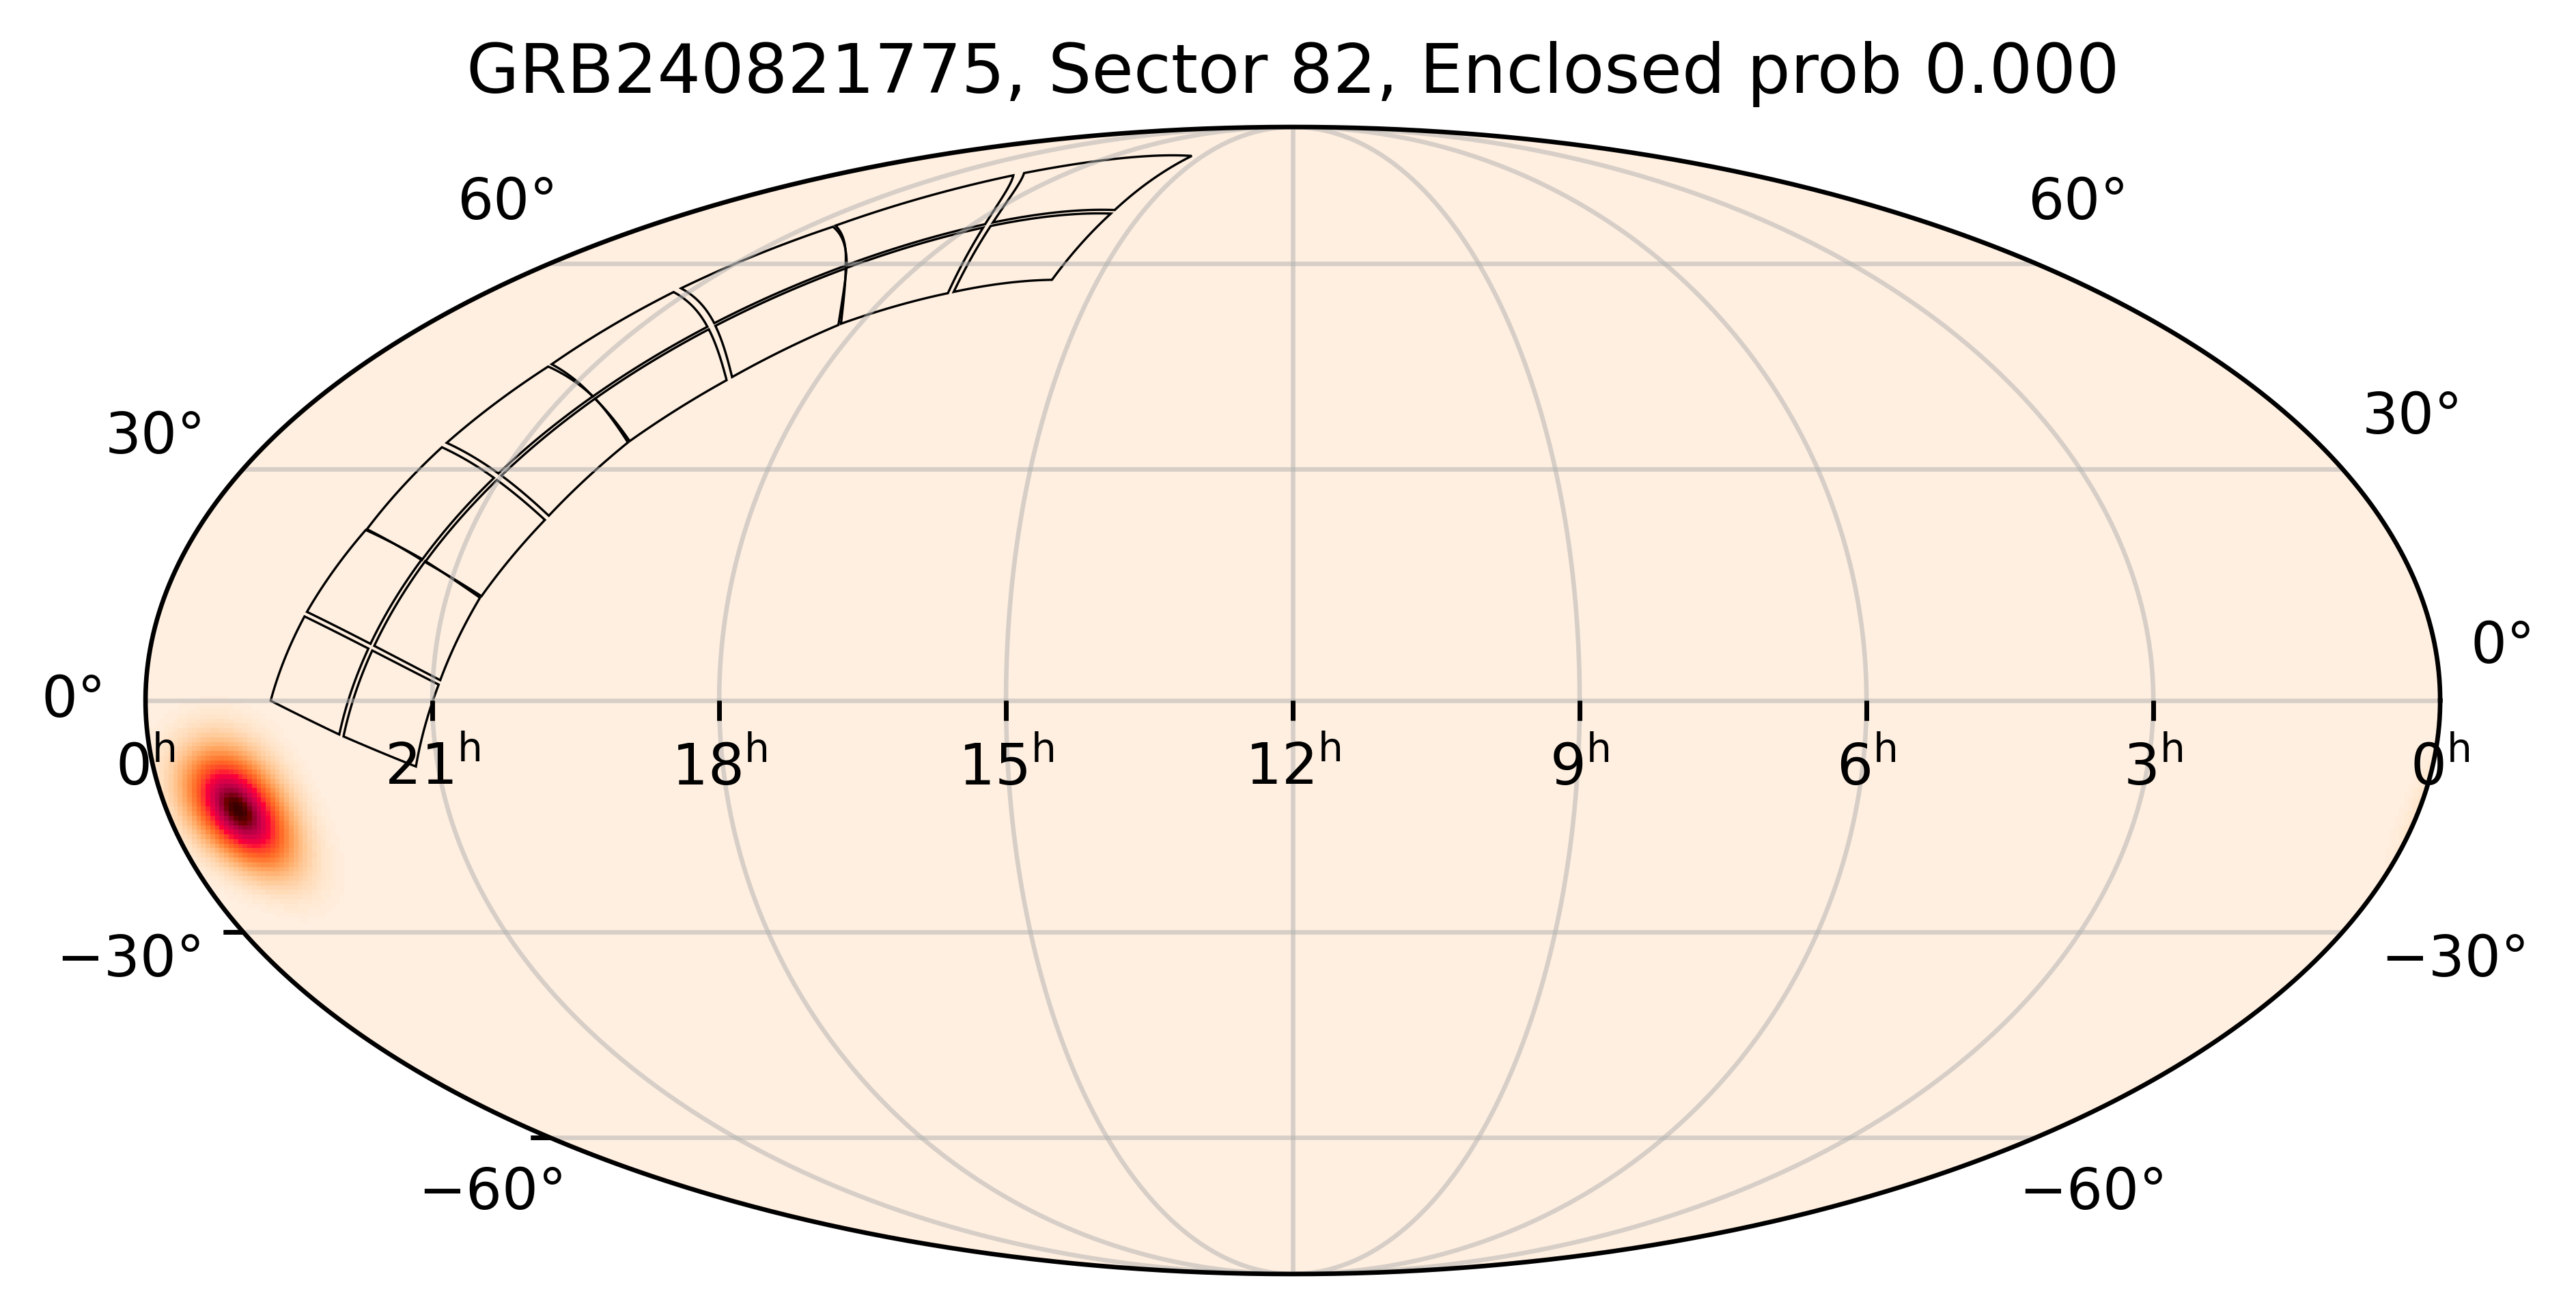 GRB240821775, Sector 82, Enclosed prob 0.000
60° 60°
30° 30°
0° 0°
0h 21h 18h 15h 12h 9h 6h 3h 0h
−30° −30°
−60° −60°